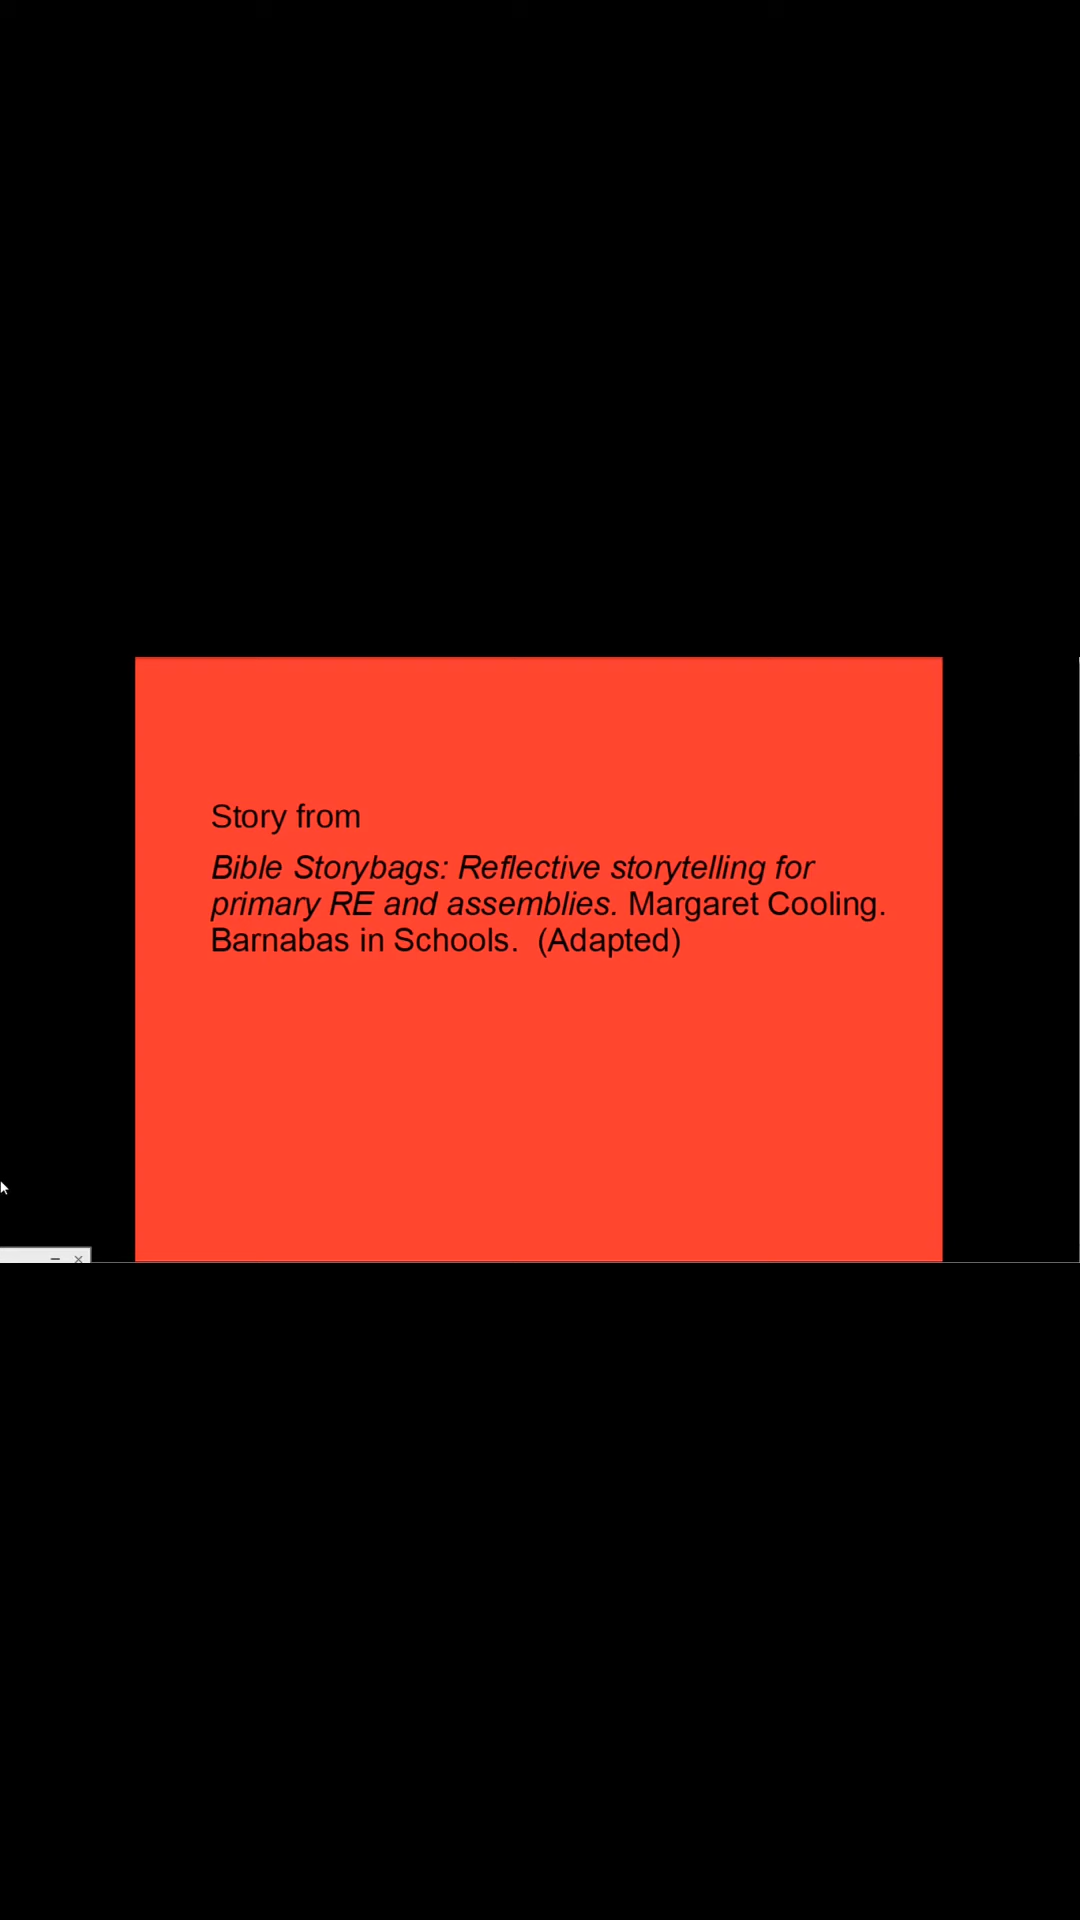 Story from
Bible Storybags: Reflective storytelling for
primary RE and assemblies. Margaret Cooling.
Barnabas in Schools.  (Adapted)